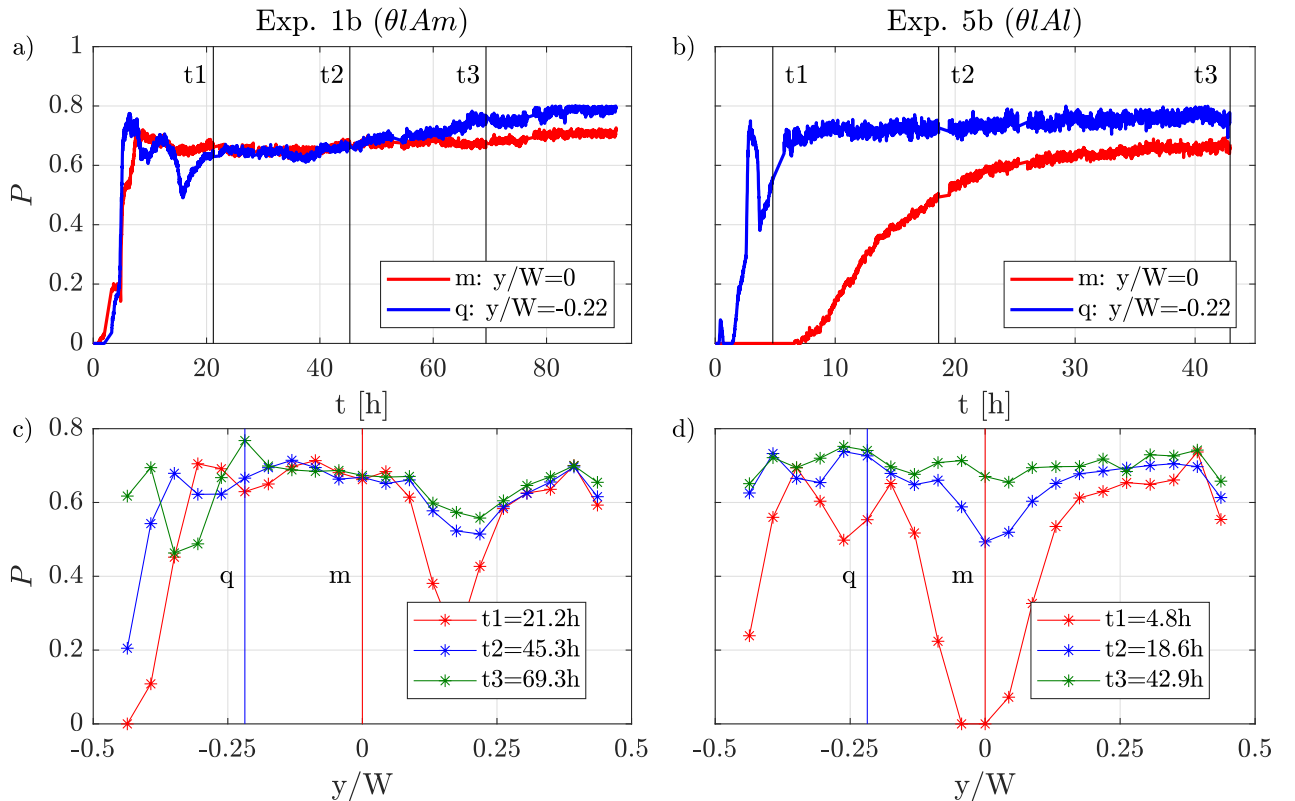 Exp. 1b (θlAm)
Exp. 5b (θlAl)
a)
b)
t1
t2
t3
t1
t2
t3
1
0.8
0.6
0.4
0.2
0
P
m: y/W=0
q: y/W=-0.22
m: y/W=0
q: y/W=-0.22
0
20
40
60
80
0
10
20
30
40
t [h]
t [h]
c)
d)
0.8
0.6
0.4
0.2
0
P
q
m
q
m
t1=21.2h
t2=45.3h
t3=69.3h
t1=4.8h
t2=18.6h
t3=42.9h
-0.5
-0.25
0
0.25
0.5
-0.5
-0.25
0
0.25
0.5
y/W
y/W